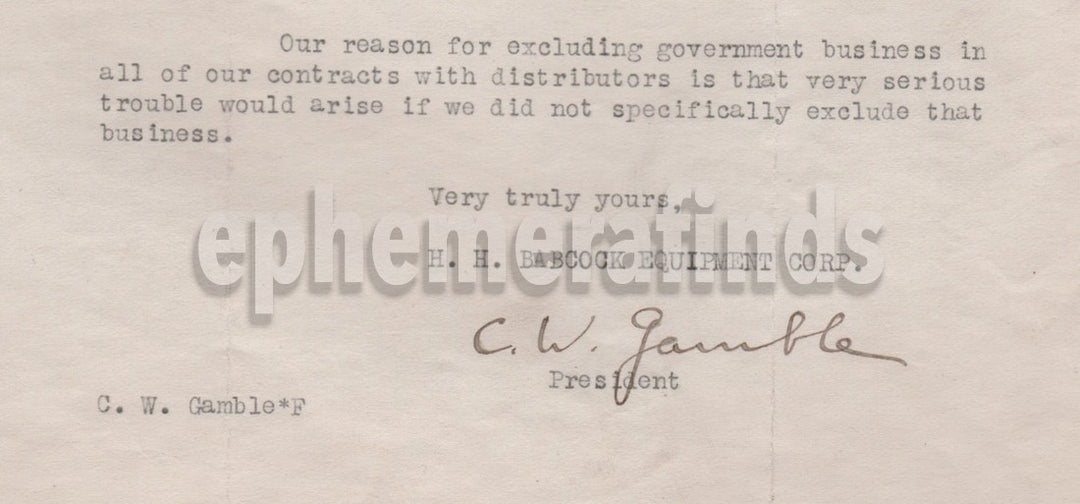 Our reason for excluding government business in
all of our contracts with distributors is that very serious
trouble would arise if we did not specifically exclude that
business.
Very truly yours,
ephemerafinds
H. H. BABCOCK EQUIPMENT CORP.
C. W. Gamble
President
C. W. Gamble*F